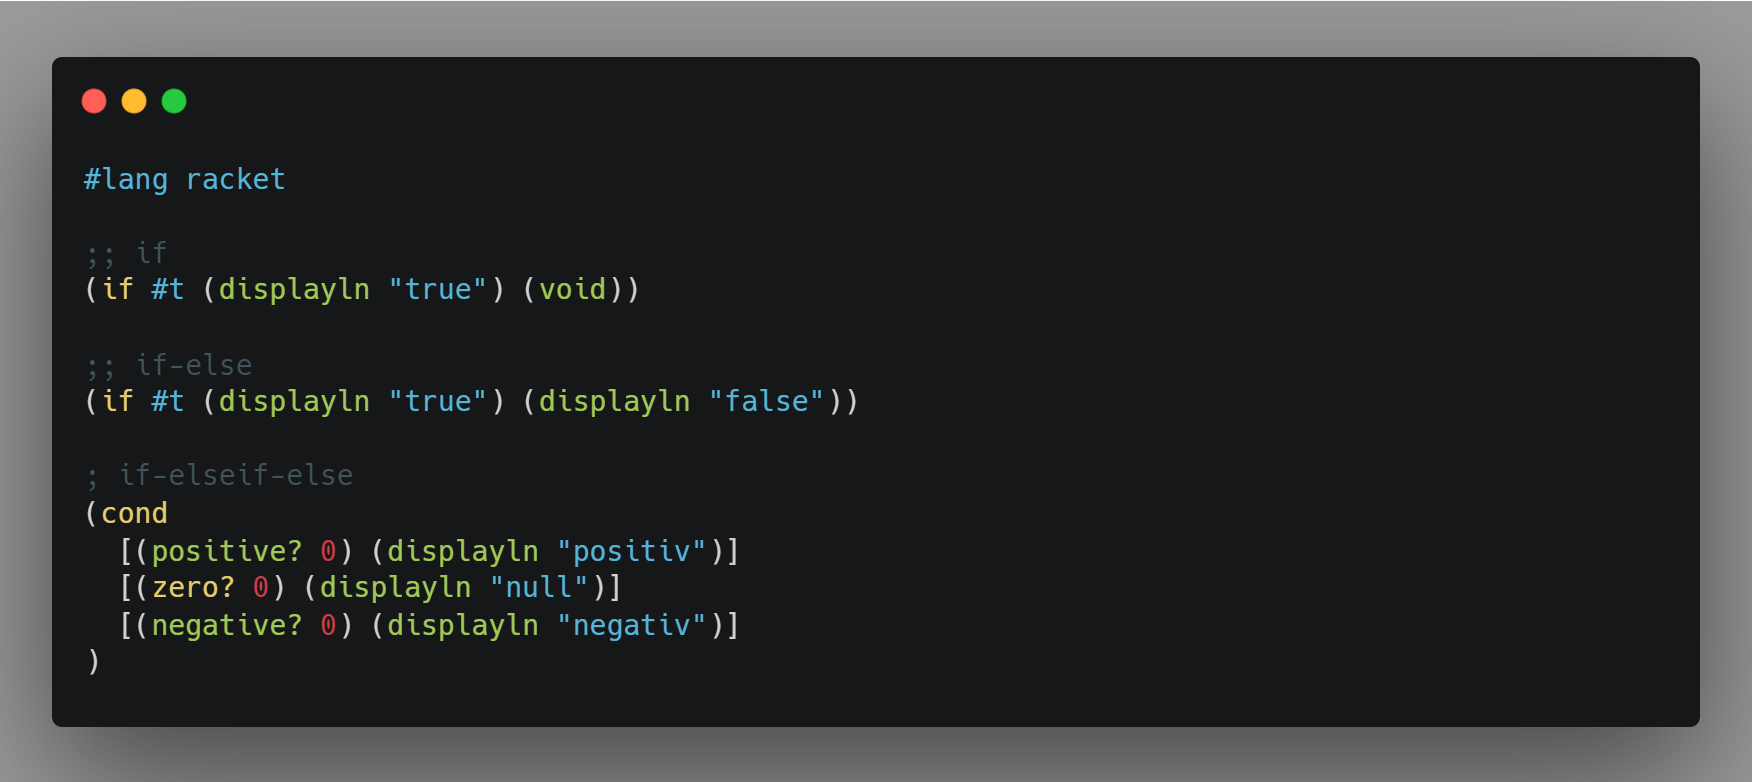 #lang racket
;; if
(if #t (displayln "true") (void))
;; if-else
(if #t (displayln "true") (displayln "false"))
; if-elseif-else
(cond
[(positive? 0) (displayln "positiv")]
[(zero? 0) (displayln "null")]
[(negative? 0) (displayln "negativ")]
)